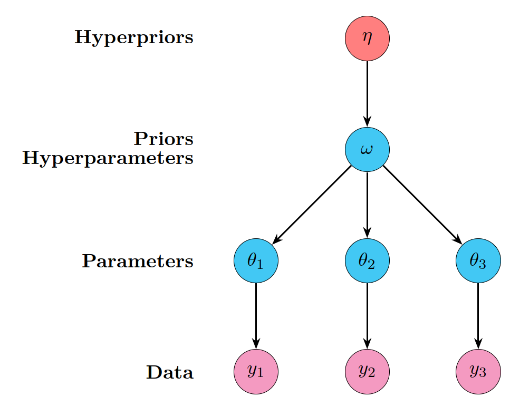 Hyperpriors η
Priors
Hyperparameters ω
Parameters θ₁ θ₂ θ₃
Data y₁ y₂ y₃